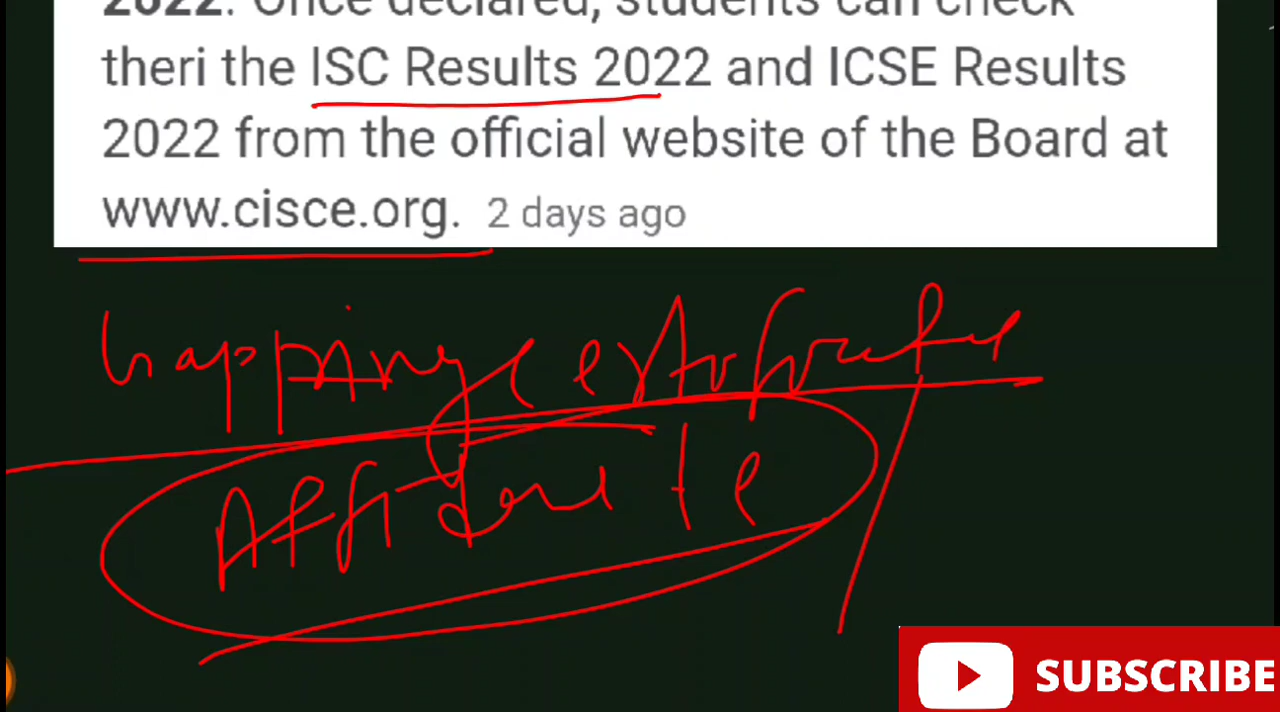 2022. Once declared, students can check
theri the ISC Results 2022 and ICSE Results
2022 from the official website of the Board at
www.cisce.org. 2 days ago
SUBSCRIBE